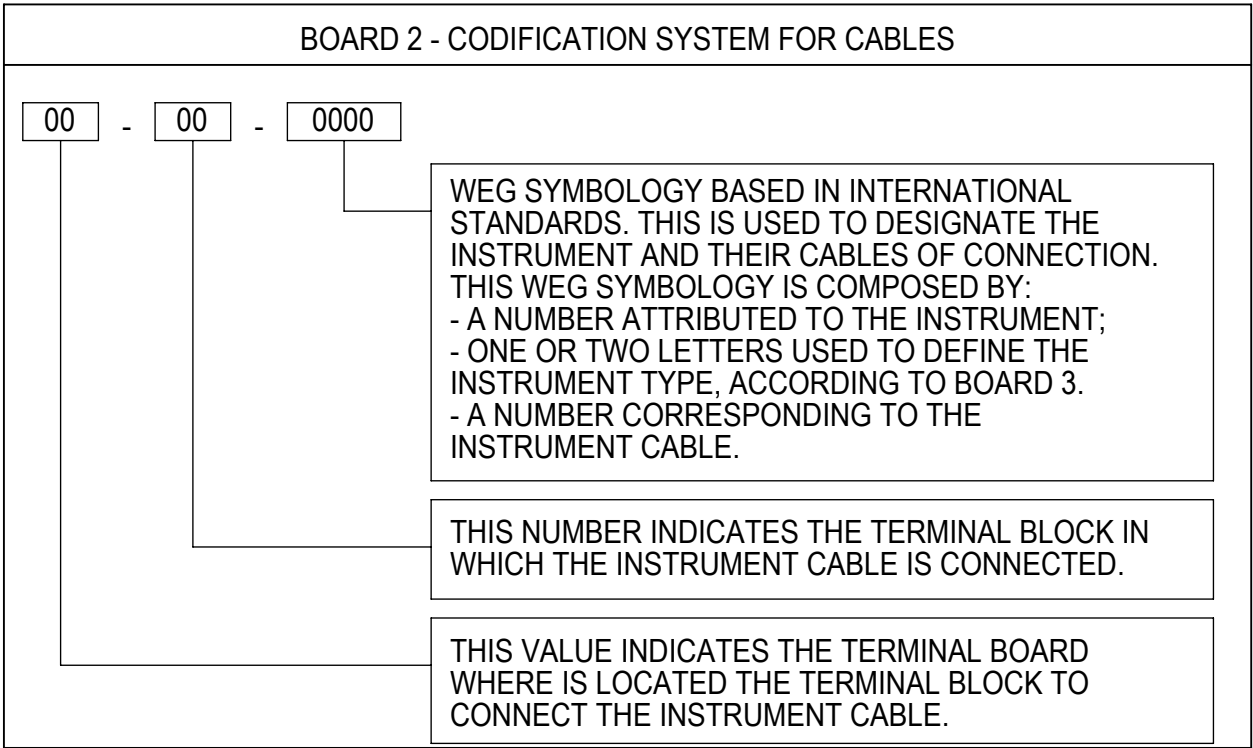 BOARD 2 - CODIFICATION SYSTEM FOR CABLES
00 - 00 - 0000
WEG SYMBOLOGY BASED IN INTERNATIONAL
STANDARDS. THIS IS USED TO DESIGNATE THE
INSTRUMENT AND THEIR CABLES OF CONNECTION.
THIS WEG SYMBOLOGY IS COMPOSED BY:
- A NUMBER ATTRIBUTED TO THE INSTRUMENT;
- ONE OR TWO LETTERS USED TO DEFINE THE
INSTRUMENT TYPE, ACCORDING TO BOARD 3.
- A NUMBER CORRESPONDING TO THE
INSTRUMENT CABLE.
THIS NUMBER INDICATES THE TERMINAL BLOCK IN
WHICH THE INSTRUMENT CABLE IS CONNECTED.
THIS VALUE INDICATES THE TERMINAL BOARD
WHERE IS LOCATED THE TERMINAL BLOCK TO
CONNECT THE INSTRUMENT CABLE.